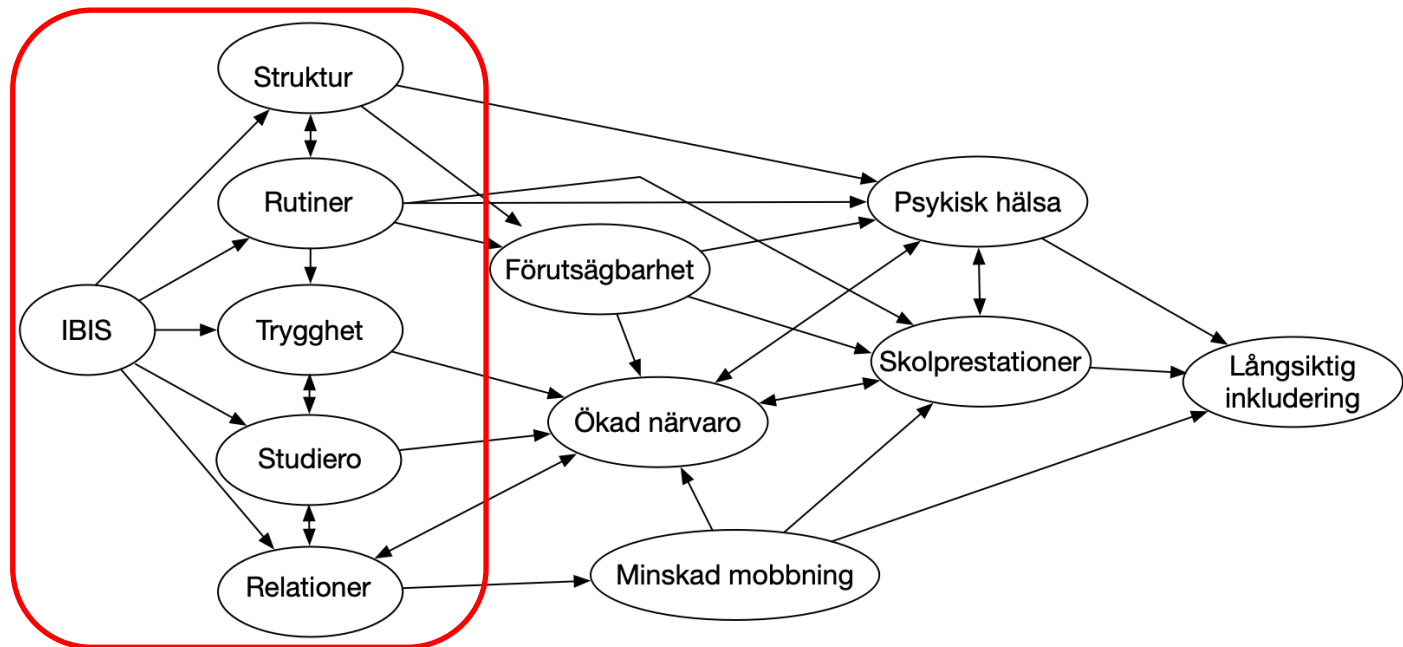 Struktur
Rutiner
Psykisk hälsa
Förutsägbarhet
IBIS
Trygghet
Skolprestationer
Långsiktig
inkludering
Ökad närvaro
Studiero
Minskad mobbning
Relationer